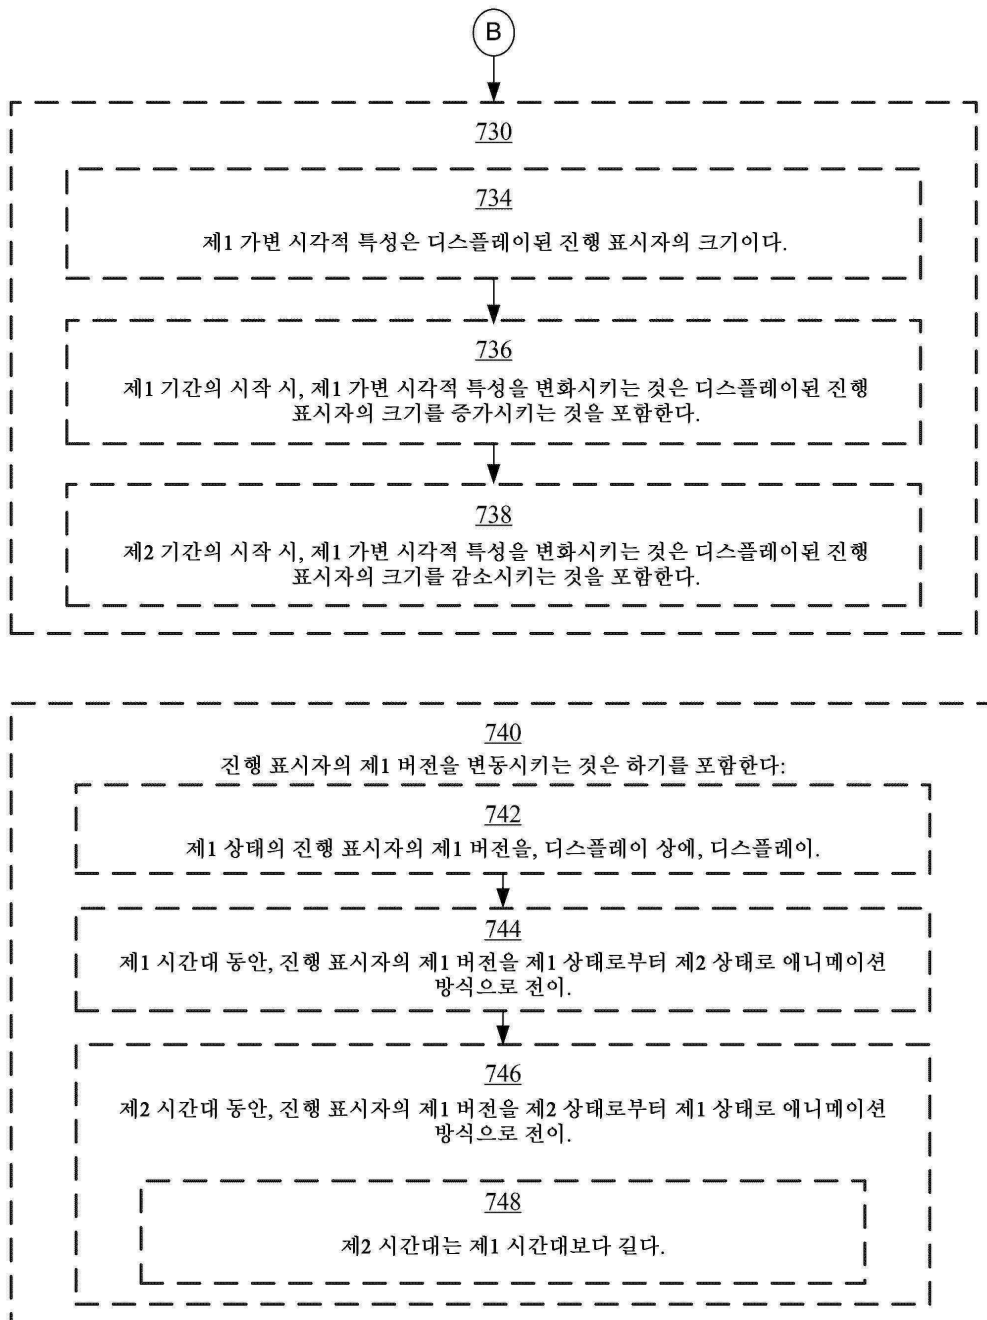 B
730
734
제1 가변 시각적 특성은 디스플레이된 진행 표시자의 크기이다.
736
제1 기간의 시작 시, 제1 가변 시각적 특성을 변화시키는 것은 디스플레이된 진행
표시자의 크기를 증가시키는 것을 포함한다.
738
제2 기간의 시작 시, 제1 가변 시각적 특성을 변화시키는 것은 디스플레이된 진행
표시자의 크기를 감소시키는 것을 포함한다.
740
진행 표시자의 제1 버전을 변동시키는 것은 하기를 포함한다:
742
제1 상태의 진행 표시자의 제1 버전을, 디스플레이 상에, 디스플레이.
744
제1 시간대 동안, 진행 표시자의 제1 버전을 제1 상태로부터 제2 상태로 애니메이션
방식으로 전이.
746
제2 시간대 동안, 진행 표시자의 제1 버전을 제2 상태로부터 제1 상태로 애니메이션
방식으로 전이.
748
제2 시간대는 제1 시간대보다 길다.